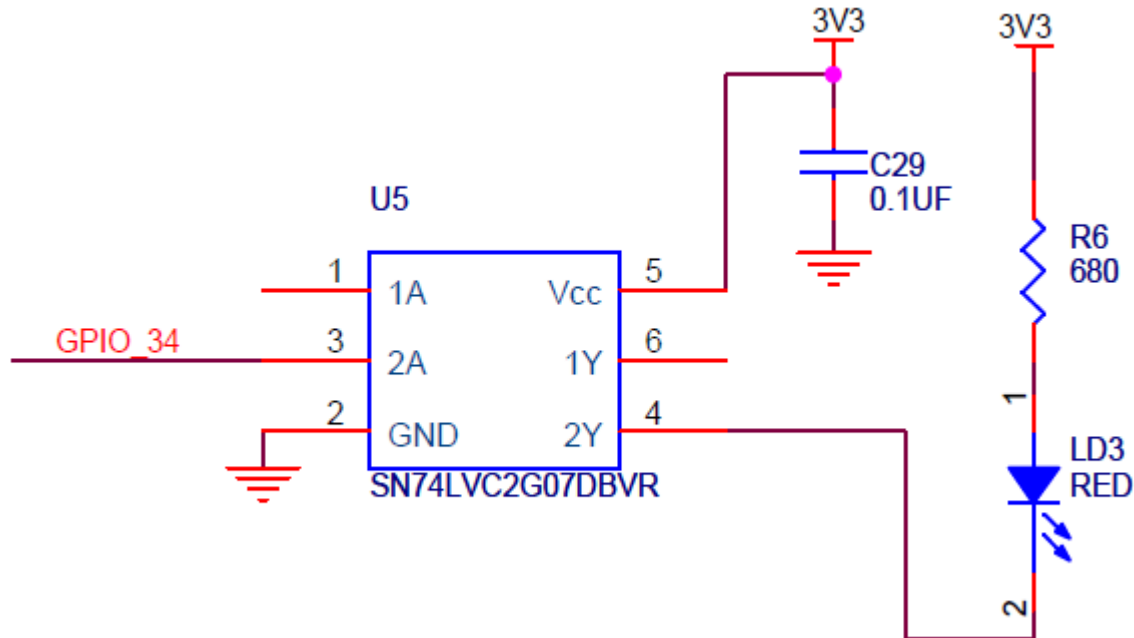 3V3
3V3
C29
0.1UF
U5
R6
680
1
1A
Vcc
5
GPIO_34
3
2A
1Y
6
2
GND
2Y
4
1
LD3
RED
SN74LVC2G07DBVR
2